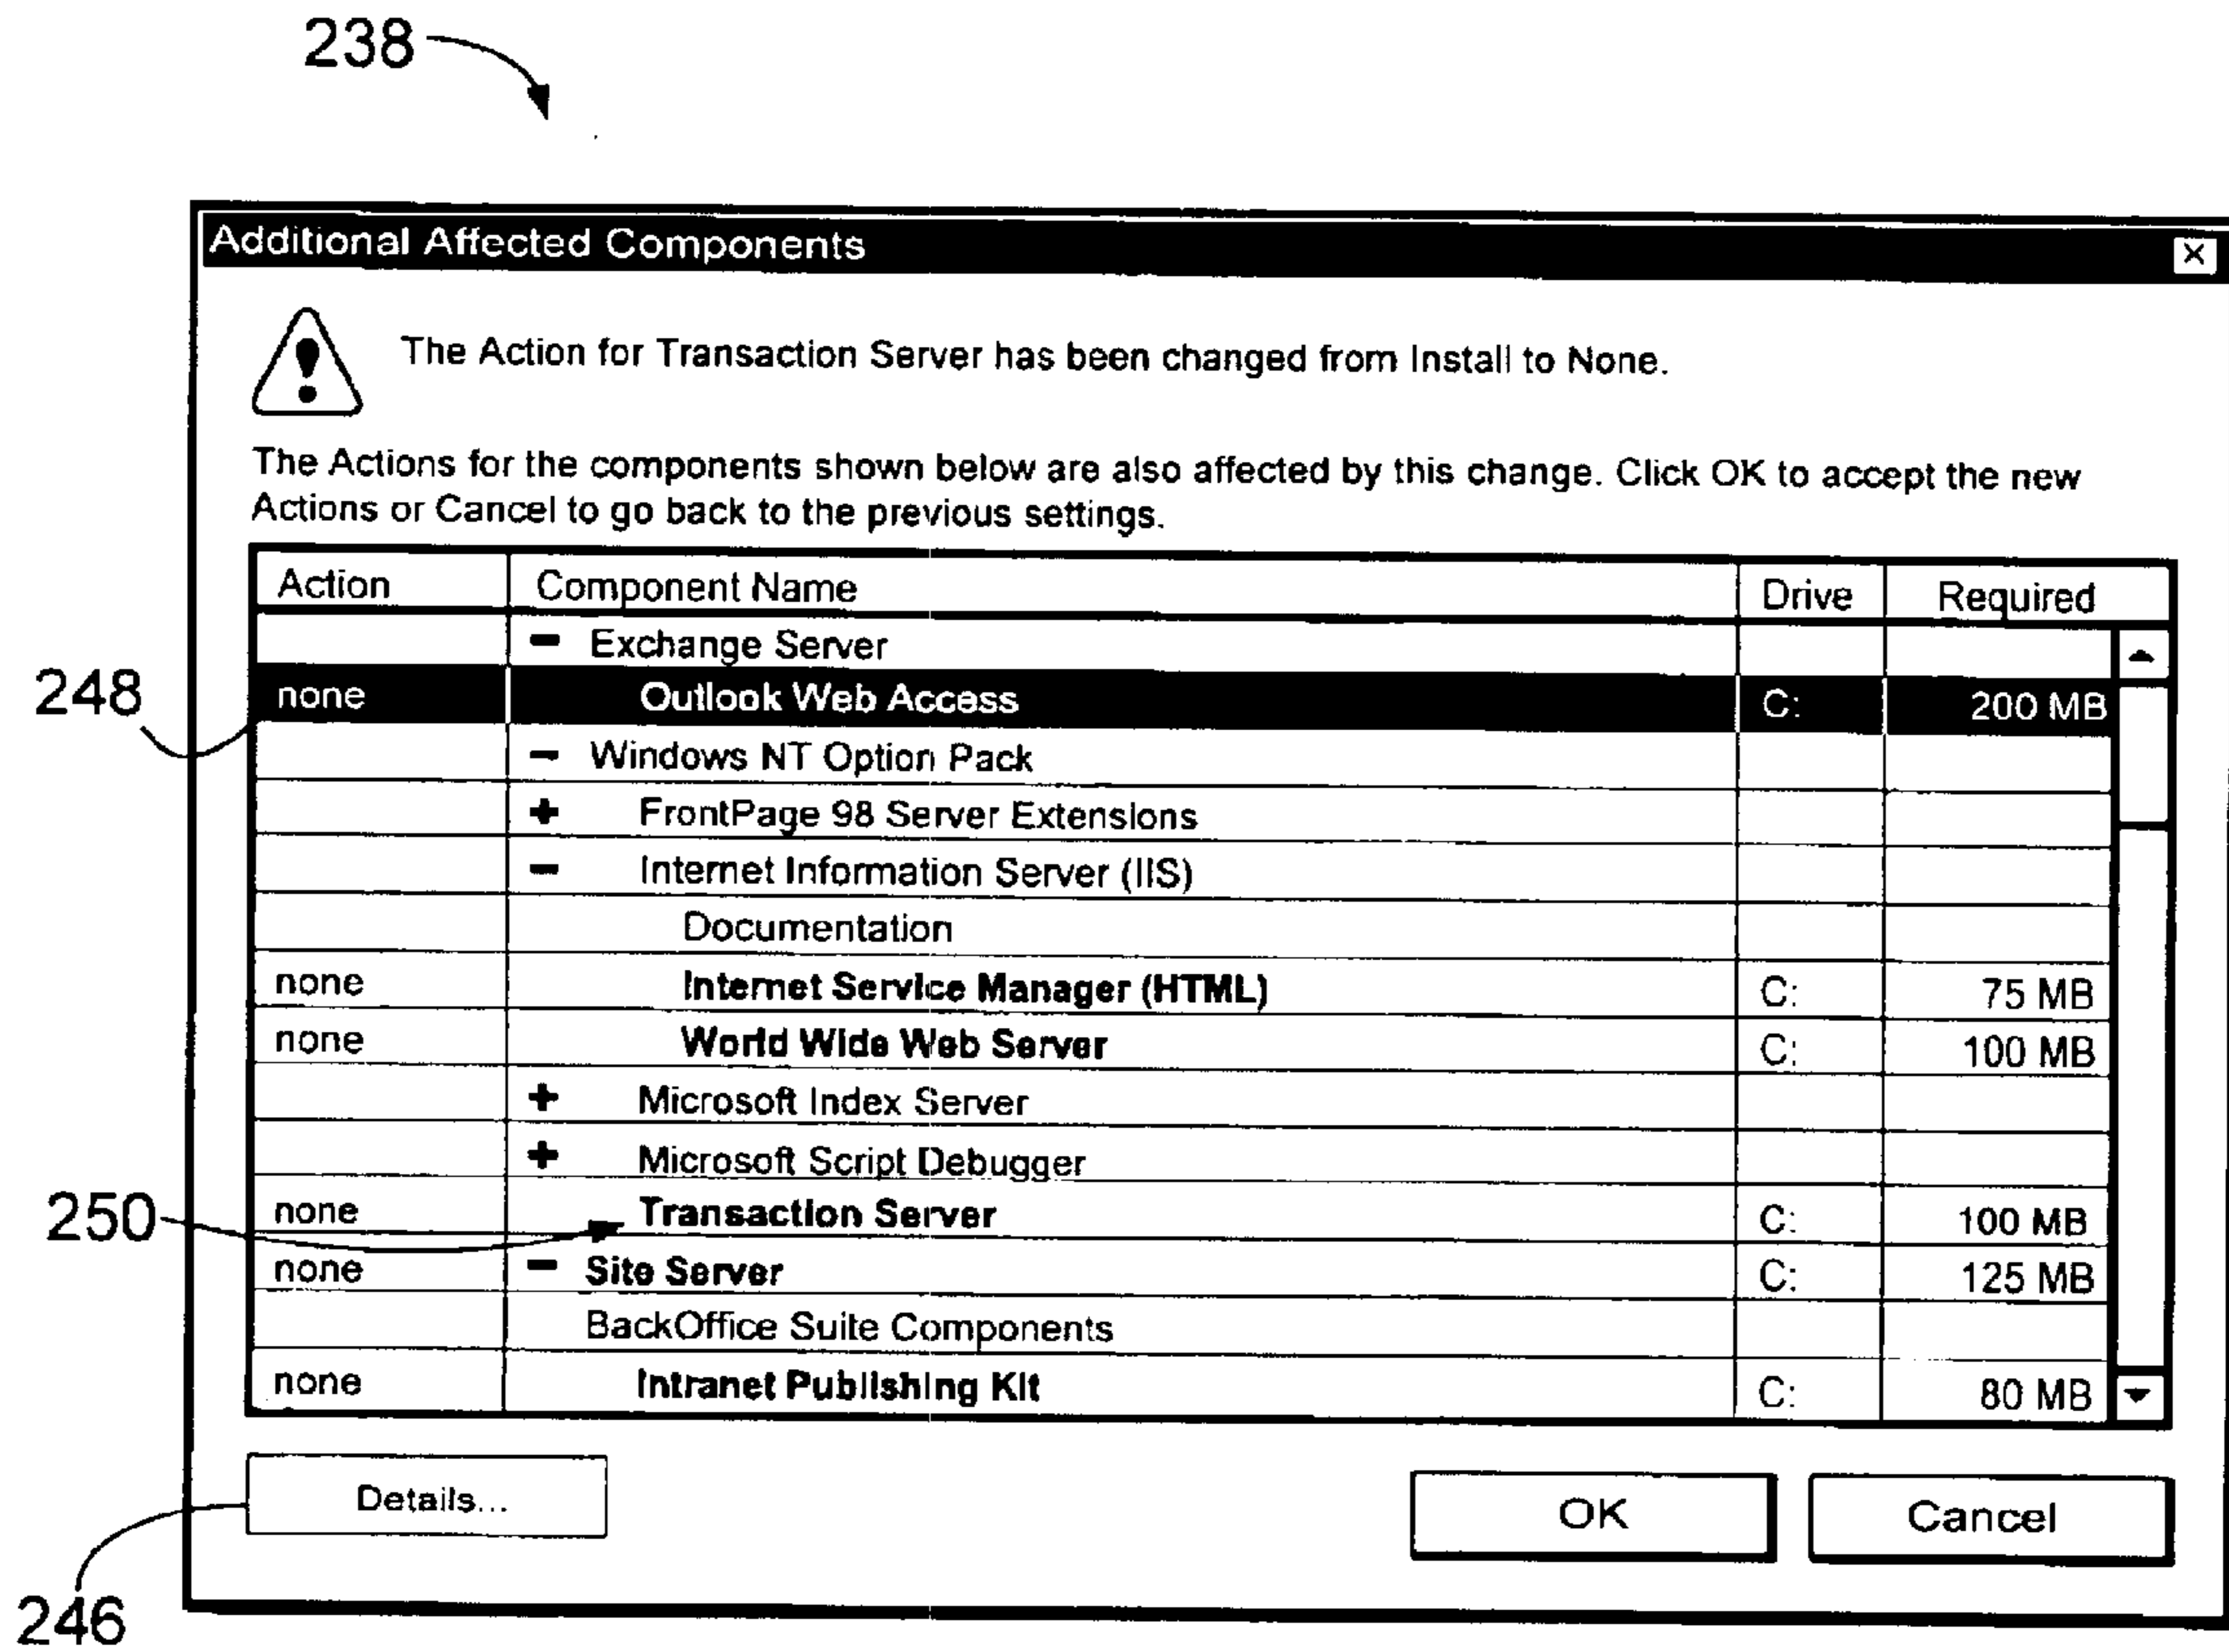 238
Additional Affected Components
The Action for Transaction Server has been changed from Install to None.
The Actions for the components shown below are also affected by this change. Click OK to accept the new
Actions or Cancel to go back to the previous settings.
Action Component Name Drive Required
- Exchange Server
248
none Outlook Web Access C: 200 MB
- Windows NT Option Pack
+ FrontPage 98 Server Extensions
- Internet Information Server (IIS)
Documentation
none Internet Service Manager (HTML) C: 75 MB
none World Wide Web Server C: 100 MB
+ Microsoft Index Server
+ Microsoft Script Debugger
250
none Transaction Server C: 100 MB
none - Site Server C: 125 MB
BackOffice Suite Components
none Intranet Publishing Kit C: 80 MB
Details... OK Cancel
246